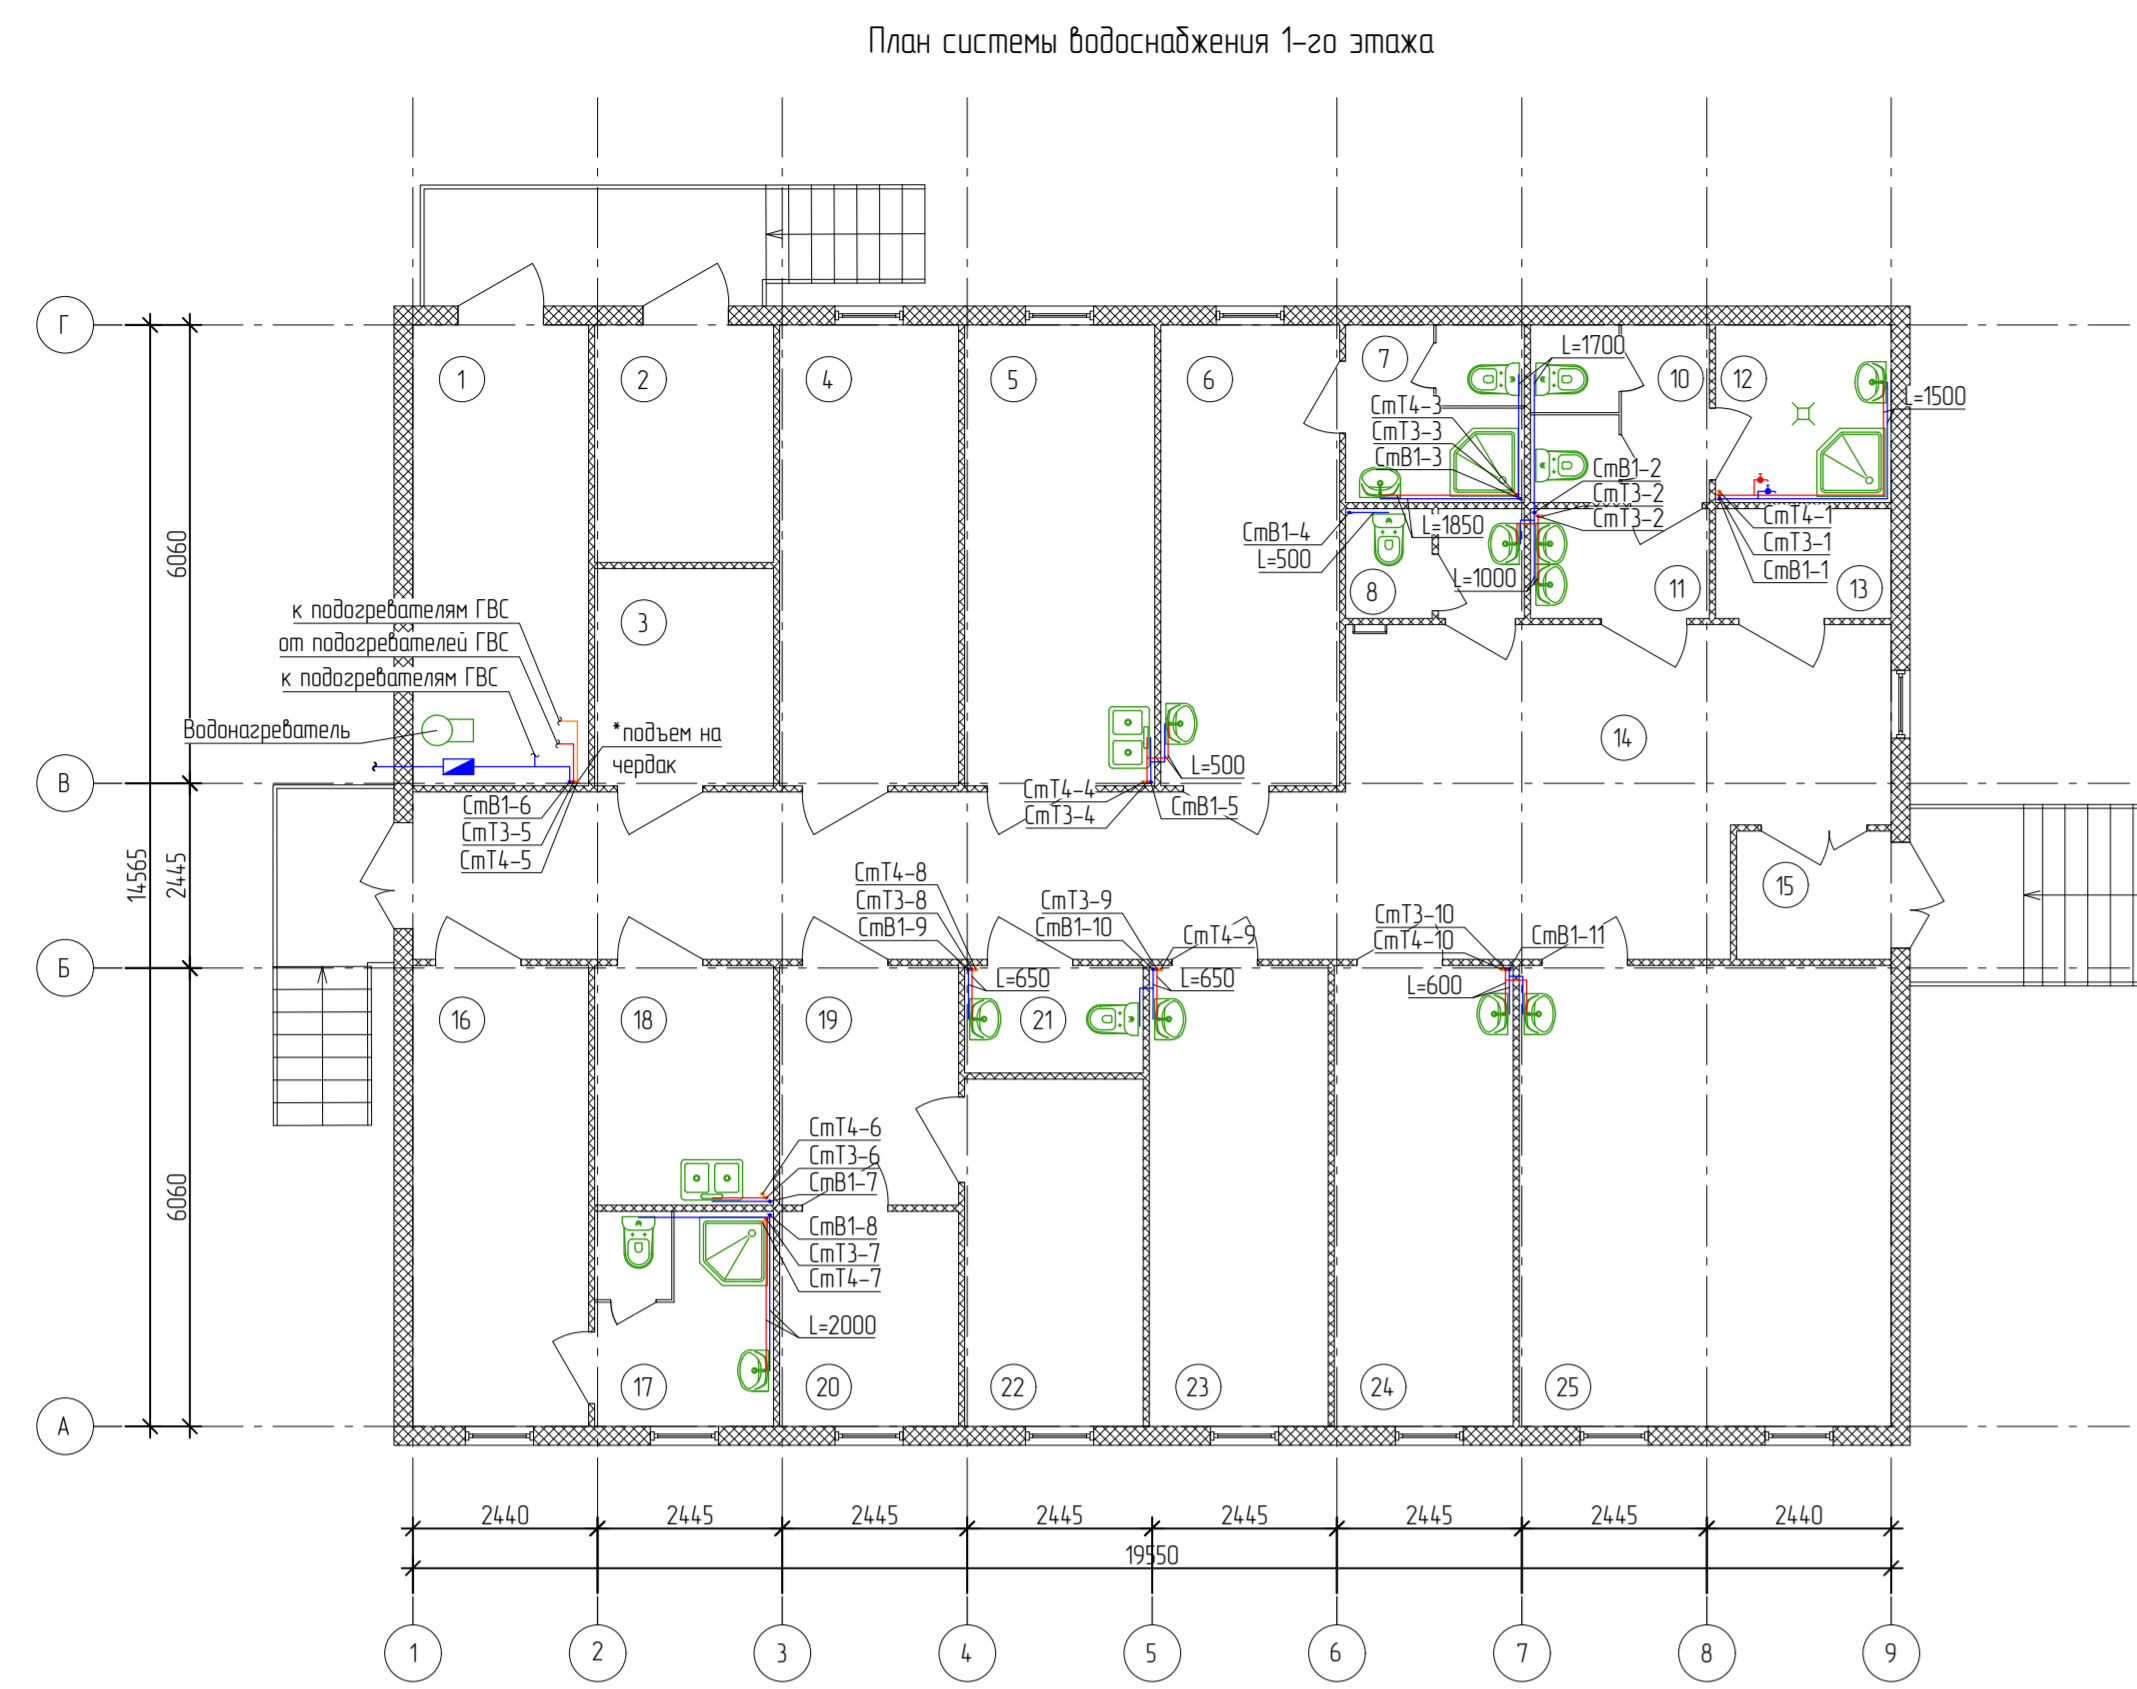 План системы водоснабжения 1-го этажа
Г
1
2
4
5
6
7
L=1700
10
12
L=1500
СтТ4-3
СтТ3-3
СтВ1-3
СтВ1-2
СтТ3-2
СтТ3-2
СтВ1-4
L=500
L=1850
L=1000
СтТ4-1
СтТ3-1
СтВ1-1
8
11
13
6060
3
к подогревателям ГВС
от подогревателей ГВС
к подогревателям ГВС
Водонагреватель
*подъем на
чердак
14
L=500
В
СтВ1-6
СтТ3-5
СтТ4-5
СтТ4-4
СтТ3-4
СтВ1-5
14565
2445
15
СтТ4-8
СтТ3-8
СтВ1-9
СтТ3-9
СтВ1-10
СтТ4-9
СтТ3-10
СтТ4-10
СтВ1-11
Б
L=650
L=650
L=600
16
18
19
21
6060
СтТ4-6
СтТ3-6
СтВ1-7
СтВ1-8
СтТ3-7
СтТ4-7
L=2000
17
20
22
23
24
25
А
2440
2445
2445
2445
2445
2445
2445
2440
19550
1
2
3
4
5
6
7
8
9